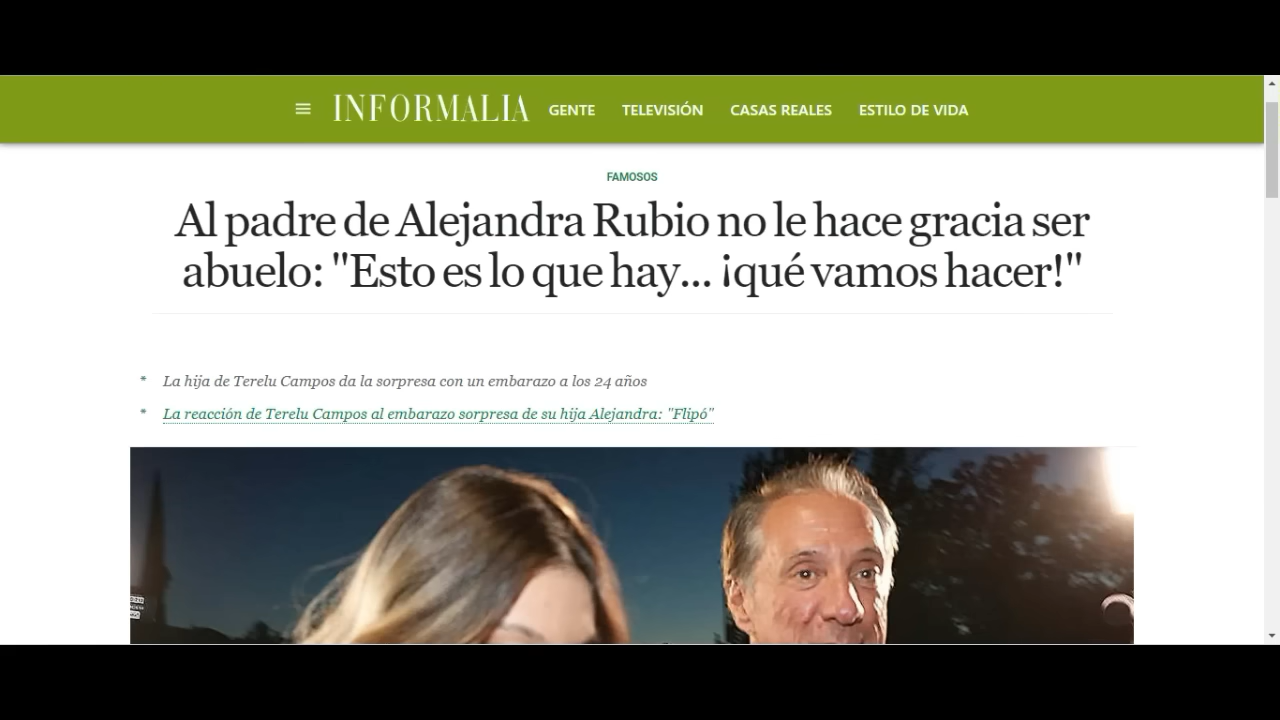 INFORMALIA GENTE TELEVISIÓN CASAS REALES ESTILO DE VIDA
FAMOSOS
Al padre de Alejandra Rubio no le hace gracia ser
abuelo: "Esto es lo que hay... ¡qué vamos hacer!"
* La hija de Terelu Campos da la sorpresa con un embarazo a los 24 años
* La reacción de Terelu Campos al embarazo sorpresa de su hija Alejandra: "Flipó"